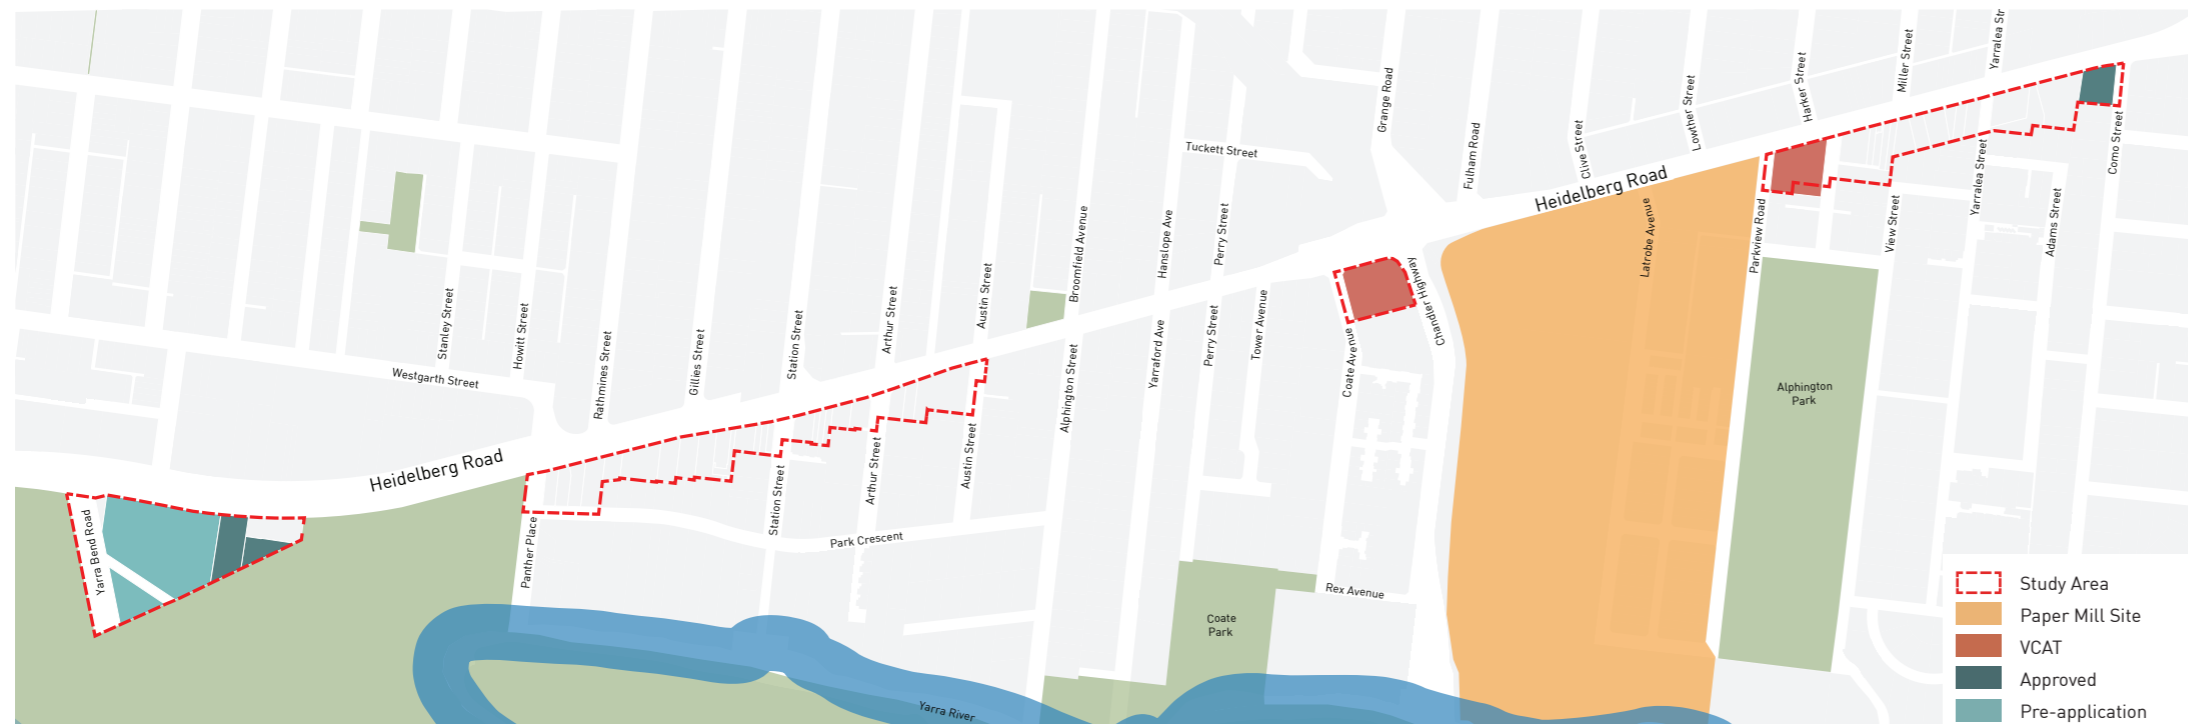 Yarralea Str
Miller Street
Harker Street
Grange Road
Lowther Street
Clive Street
Fulham Road
Tuckett Street
Como Street
Heidelberg Road
Yarralea Street
View Street
Adams Street
Parkview Road
Latrobe Avenue
Hanslope Ave
Perry Street
Broomfield Avenue
Austin Street
Chandler Highway
Arthur Street
Station Street
Stanley Street
Howitt Street
Rathmines Street
Gillies Street
Westgarth Street
Alphington Street
Yarraford Ave
Perry Street
Tower Avenue
Coate Avenue
Alphington
Park
Heidelberg Road
Austin Street
Arthur Street
Station Street
Park Crescent
Panther Place
Yarra Bend Road
Rex Avenue
Coate
Park
Yarra River
Study Area
Paper Mill Site
VCAT
Approved
Pre-application